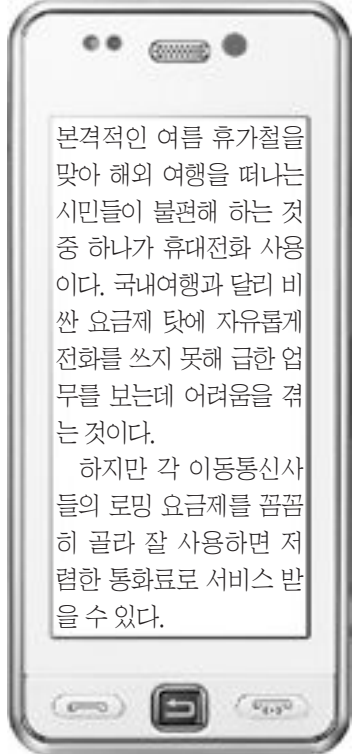 본격적인 여름 휴가철을
맞아 해외 여행을 떠나는
시민들이 불편해 하는 것
중 하나가 휴대전화 사용
이다. 국내여행과 달리 비
싼 요금제 탓에 자유롭게
전화를 쓰지 못해 급한 업
무를 보는데 어려움을 겪
는 것이다.
하지만 각 이동통신사
들의 로밍 요금제를 꼼꼼
히 골라 잘 사용하면 저
렴한 통화료로 서비스 받
을 수 있다.